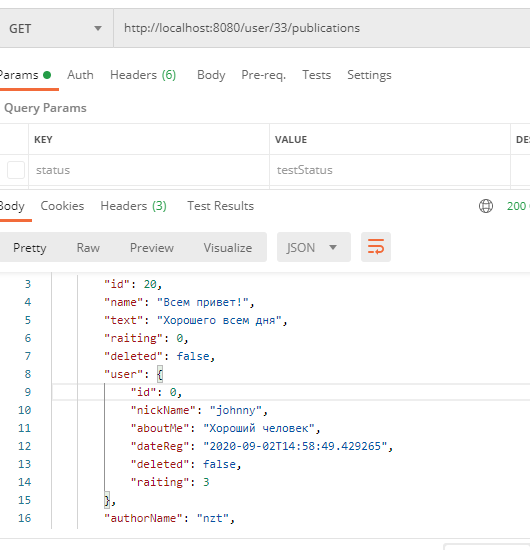 GET http://localhost:8080/user/33/publications
Params Auth Headers (6) Body Pre-req. Tests Settings
Query Params
KEY VALUE DE
status testStatus
Body Cookies Headers (3) Test Results 200
Pretty Raw Preview Visualize JSON
3 "id": 20,
4 "name": "Всем привет!",
5 "text": "Хорошего всем дня",
6 "raiting": 0,
7 "deleted": false,
8 "user": {
9 "id": 0,
10 "nickName": "johnny",
11 "aboutMe": "Хороший человек",
12 "dateReg": "2020-09-02T14:58:49.429265",
13 "deleted": false,
14 "raiting": 3
15 },
16 "authorName": "nzt",